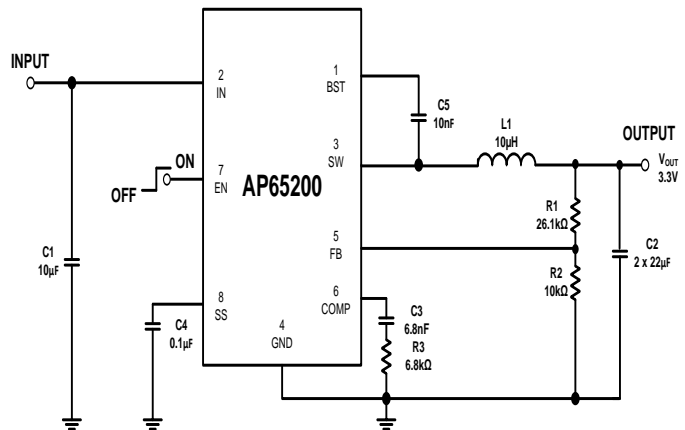 INPUT
2
IN
1
BST
C5
10nF
L1
10µH
OUTPUT
VOUT
3.3V
3
SW
ON
OFF
7
EN
AP65200
R1
26.1kΩ
5
FB
C2
2 x 22µF
R2
10kΩ
C1
10µF
6
COMP
C3
6.8nF
R3
6.8kΩ
8
SS
C4
0.1µF
4
GND